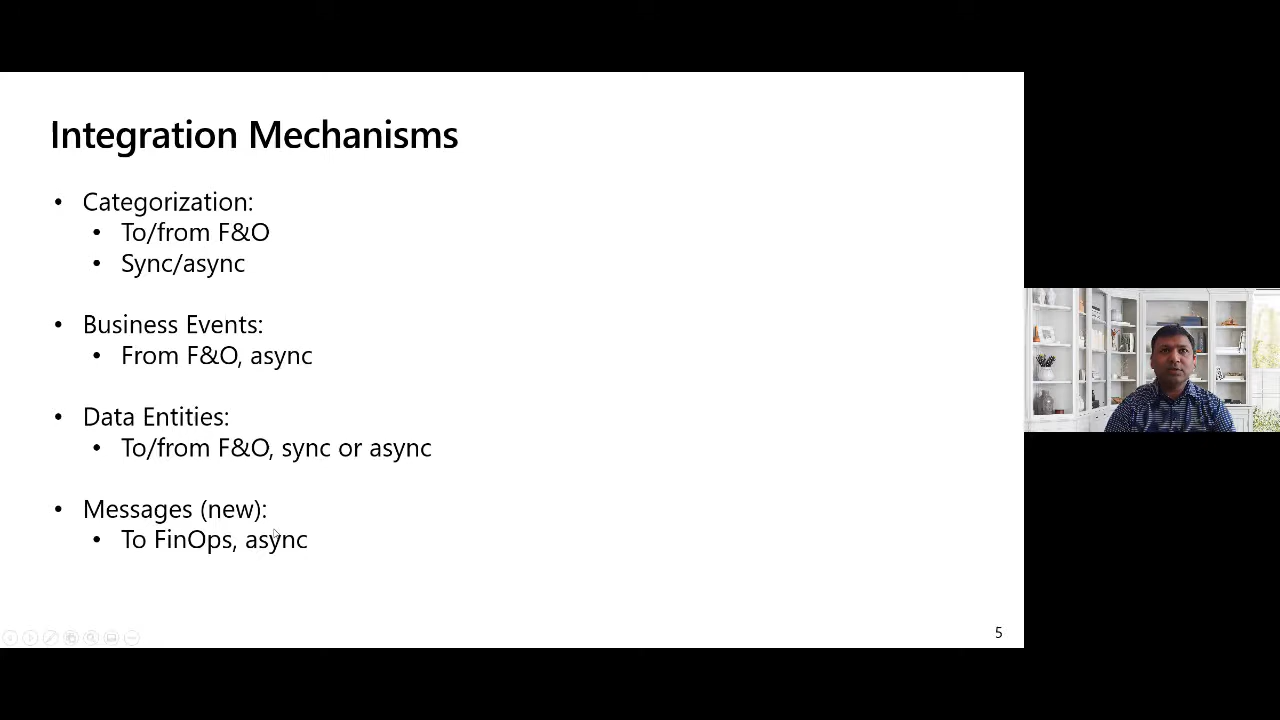 Integration Mechanisms
• Categorization:
• To/from F&O
• Sync/async
• Business Events:
• From F&O, async
• Data Entities:
• To/from F&O, sync or async
• Messages (new):
• To FinOps, async
5